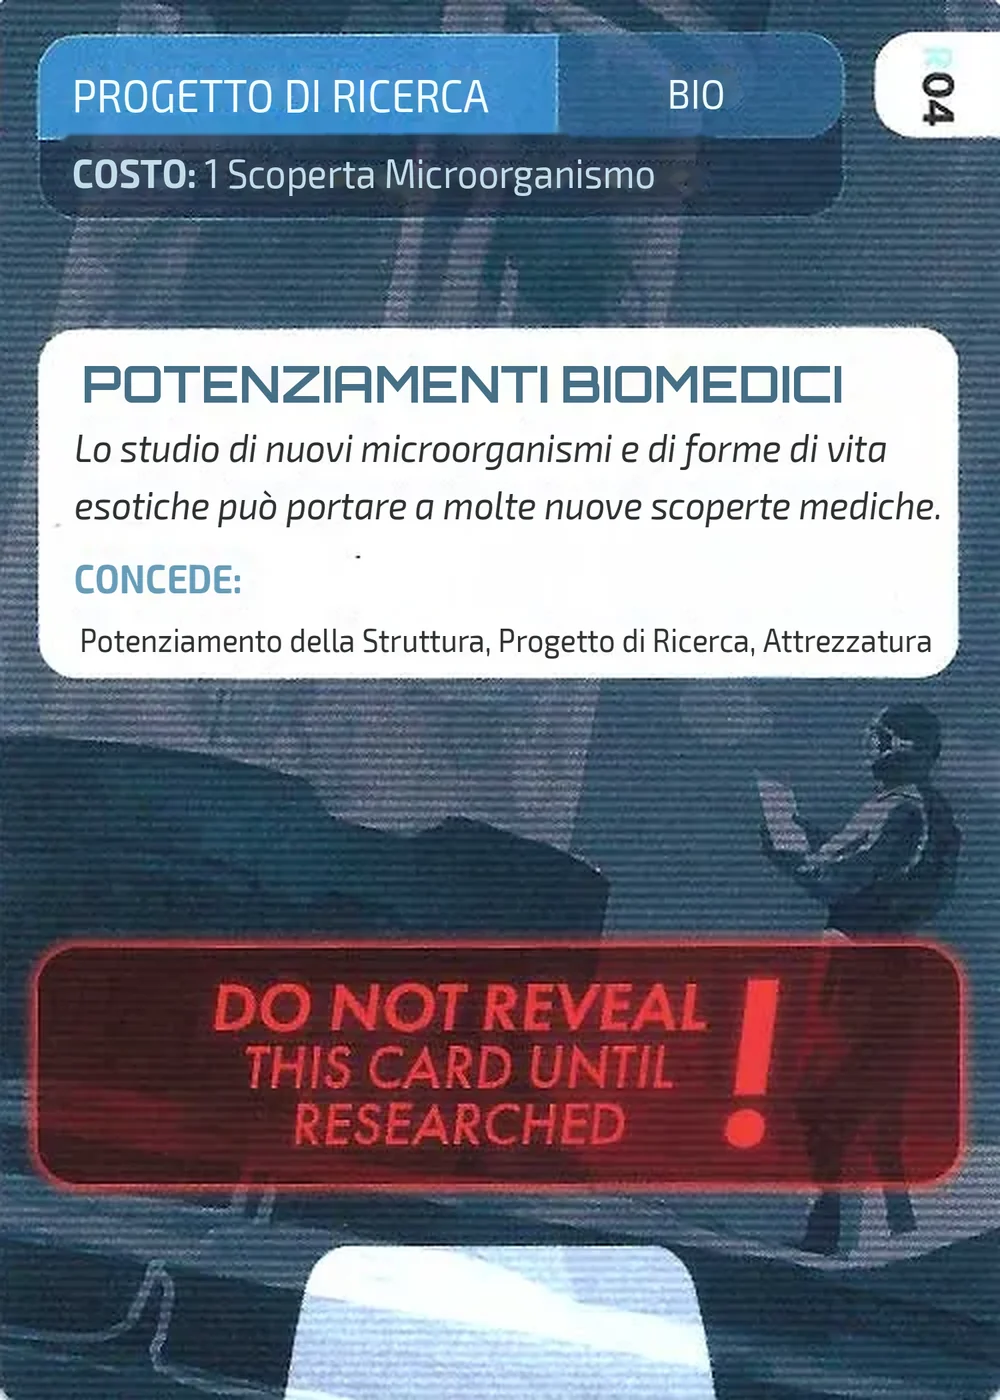 PROGETTO DI RICERCA BIO
R04
COSTO: 1 Scoperta Microorganismo
POTENZIAMENTI BIOMEDICI
Lo studio di nuovi microorganismi e di forme di vita
esotiche può portare a molte nuove scoperte mediche.
CONCEDE:
Potenziamento della Struttura, Progetto di Ricerca, Attrezzatura
DO NOT REVEAL
THIS CARD UNTIL
RESEARCHED
!